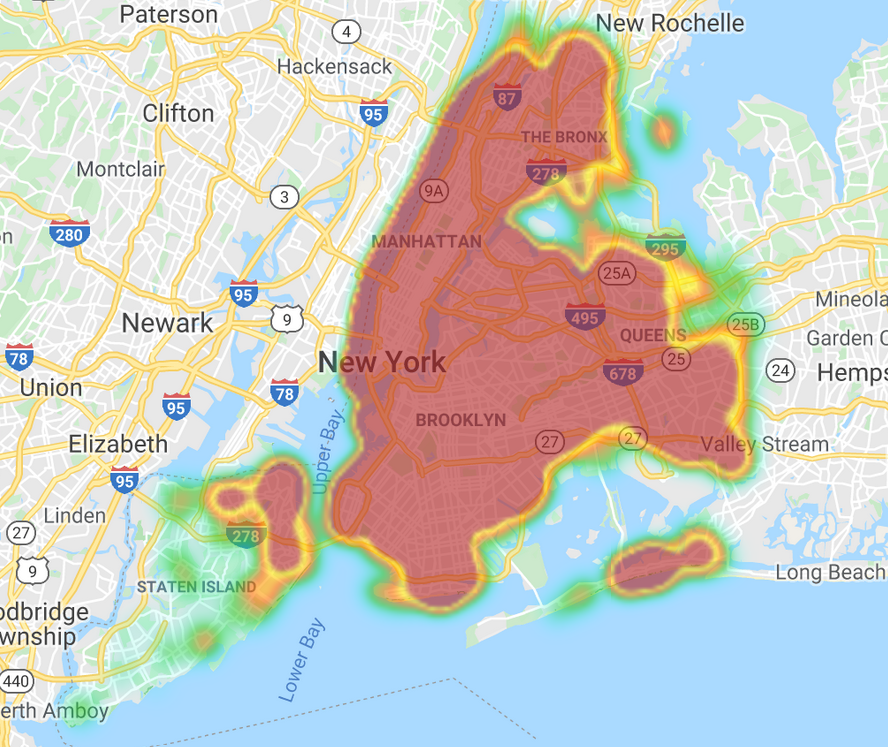 Paterson
4
New Rochelle
Hackensack
87
95
Clifton
THE BRONX
Montclair
278
9A
3
280
MANHATTAN
295
25A
95
Mineola
9
495
Newark
25B
QUEENS
Garden C
78
New York
25
24
Hemps
678
Union
78
95
BROOKLYN
27
27
Elizabeth
Valley Stream
Upper Bay
95
Linden
278
27
9
Long Beach
STATEN ISLAND
odbridge
wnship
Lower Bay
440
erth Amboy